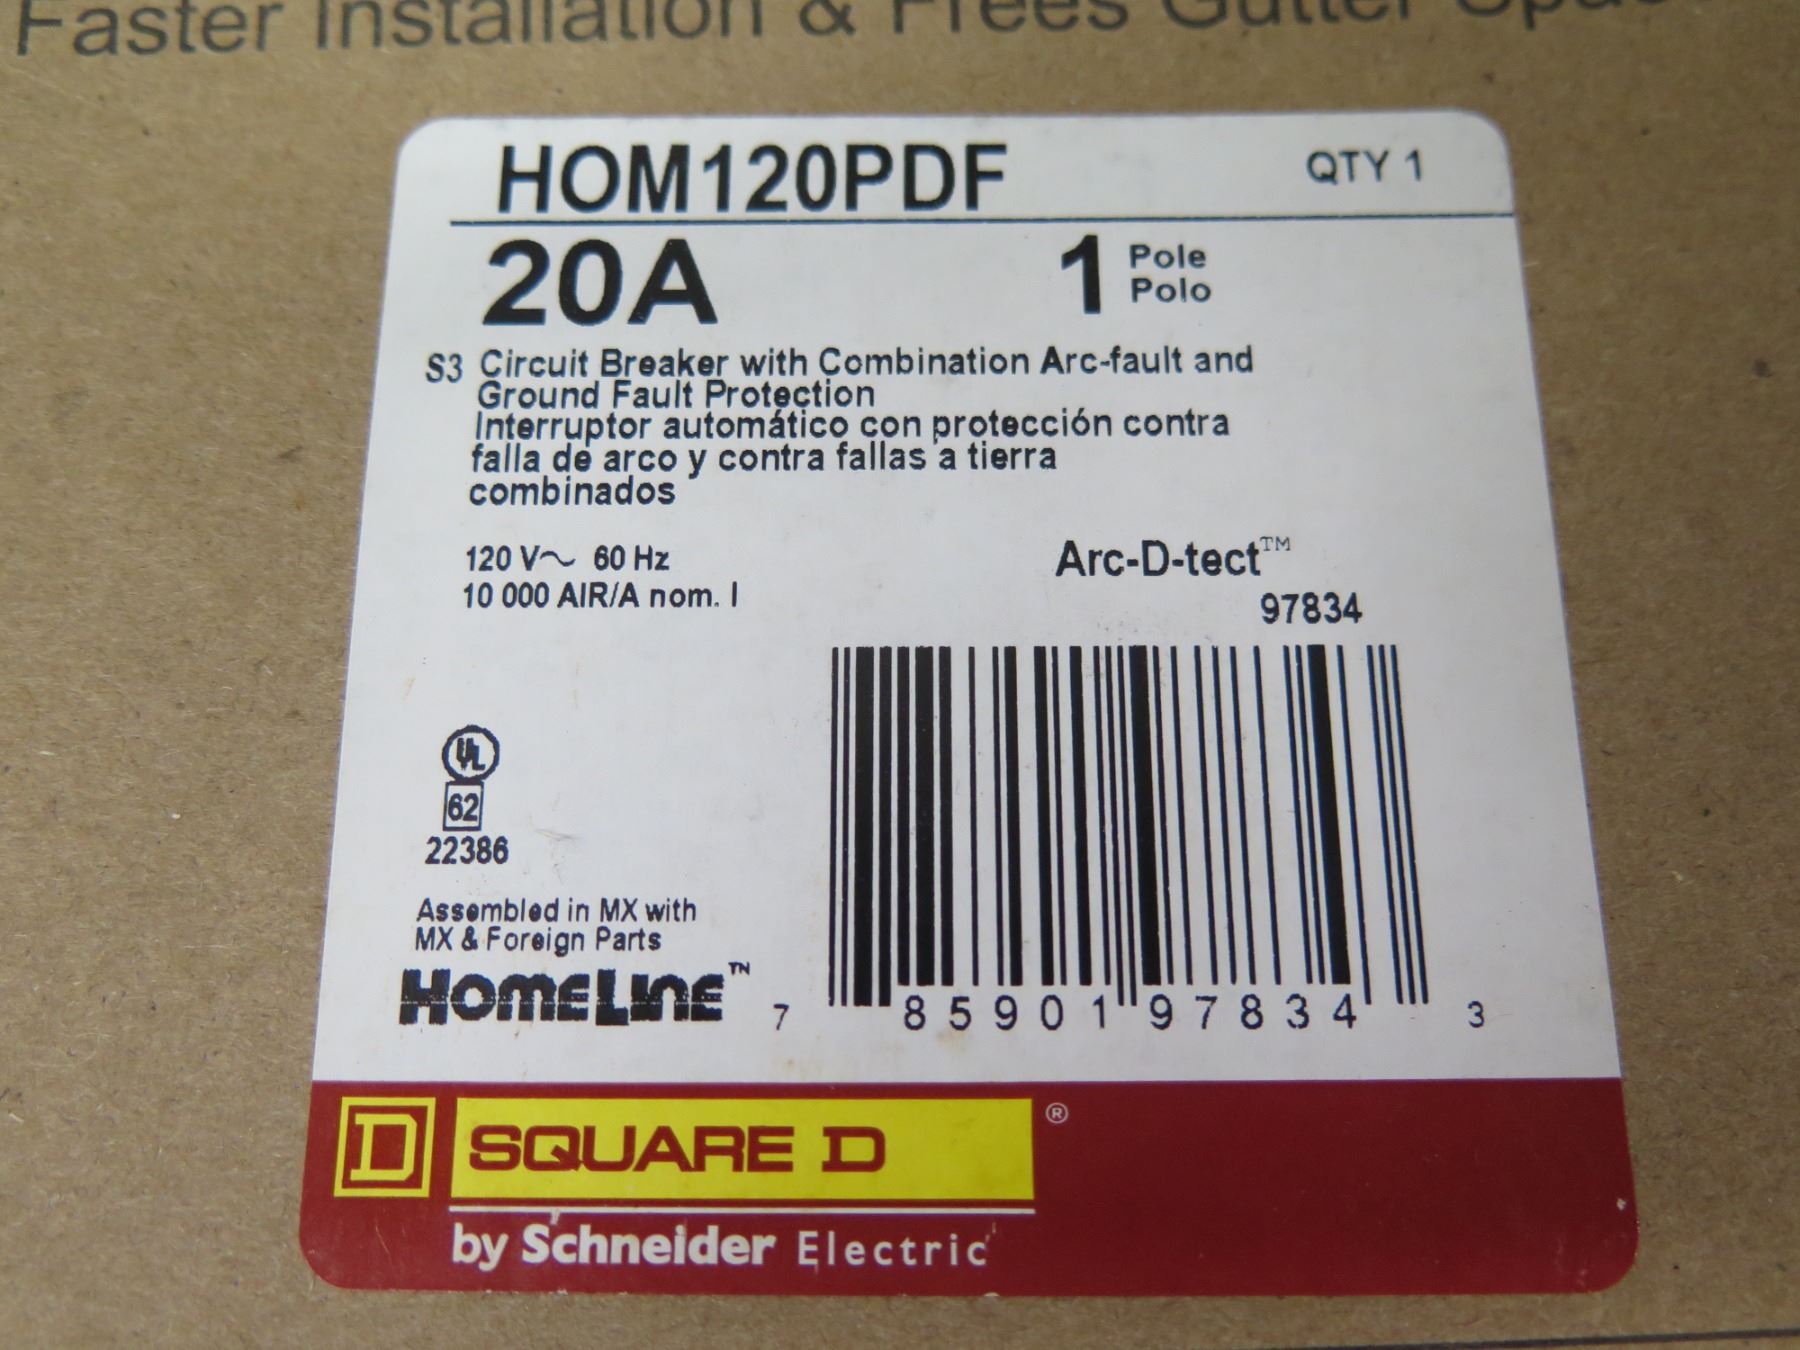 Faster Installation & Frees Gutter
HOM120PDF QTY 1
20A 1 Pole
Polo
S3 Circuit Breaker with Combination Arc-fault and
Ground Fault Protection
Interruptor automático con protección contra
falla de arco y contra fallas a tierra
combinados
120 V~ 60 Hz
10 000 AIR/A nom. I
Arc-D-tect™
97834
UL
62
22386
Assembled in MX with
MX & Foreign Parts
HOMELINE™
7 85901 97834 3
D SQUARE D ®
by Schneider Electric